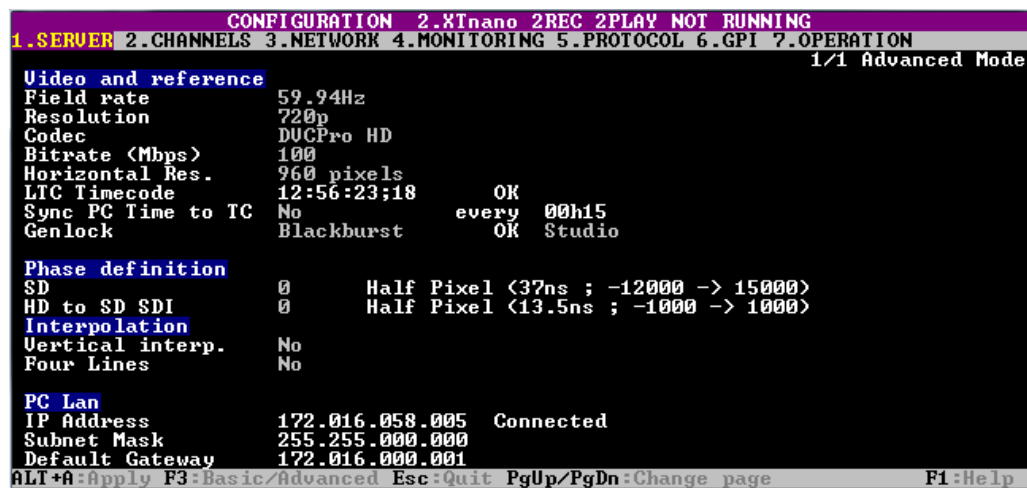 CONFIGURATION 2.XTnano 2REC 2PLAY NOT RUNNING
1.SERVER 2.CHANNELS 3.NETWORK 4.MONITORING 5.PROTOCOL 6.GPI 7.OPERATION
1/1 Advanced Mode
Video and reference
Field rate 59.94Hz
Resolution 720p
Codec DVCPro HD
Bitrate (Mbps) 100
Horizontal Res. 960 pixels
LTC Timecode 12:56:23;18 OK
Sync PC Time to TC No every 00h15
Genlock Blackburst OK Studio
Phase definition
SD 0 Half Pixel (37ns ; -12000 -> 15000)
HD to SD SDI 0 Half Pixel (13.5ns ; -1000 -> 1000)
Interpolation
Vertical interp. No
Four Lines No
PC Lan
IP Address 172.016.058.005 Connected
Subnet Mask 255.255.000.000
Default Gateway 172.016.000.001
ALT+A:Apply F3:Basic/Advanced Esc:Quit PgUp/PgDn:Change page F1:Help